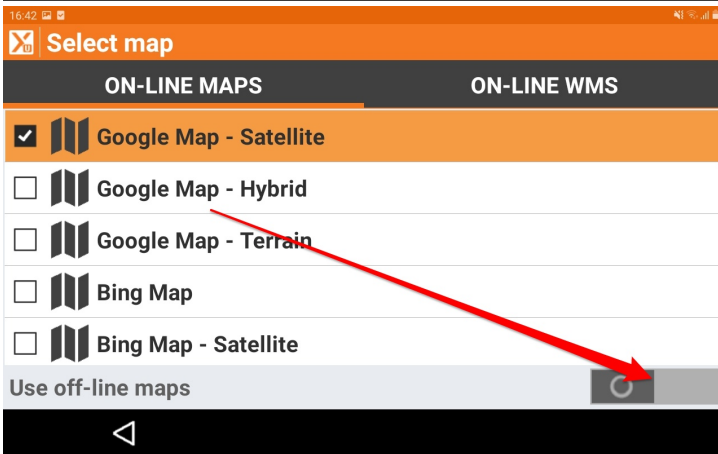 16:42
Select map
ON-LINE MAPS ON-LINE WMS
Google Map - Satellite
Google Map - Hybrid
Google Map - Terrain
Bing Map
Bing Map - Satellite
Use off-line maps